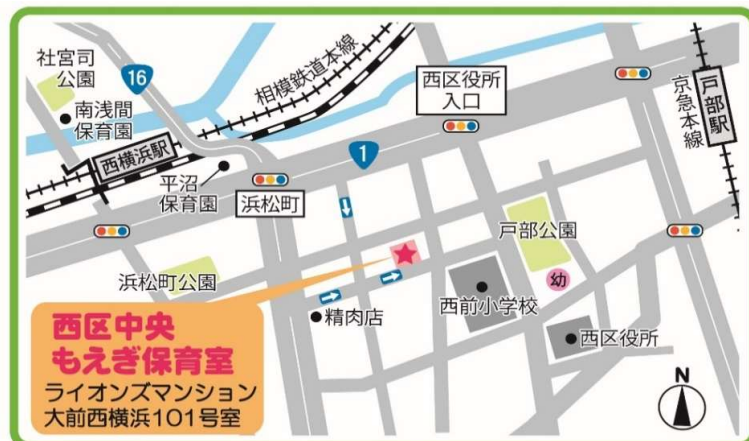 社宮司
公園
16
相模鉄道本線
西区役所
入口
戸部駅
京急本線
南浅間
保育園
西横浜駅
1
平沼
保育園
浜松町
戸部公園
浜松町公園
幼
西前小学校
精肉店
西区役所
西区中央
もえぎ保育室
ライオンズマンション
大前西横浜101号室
N